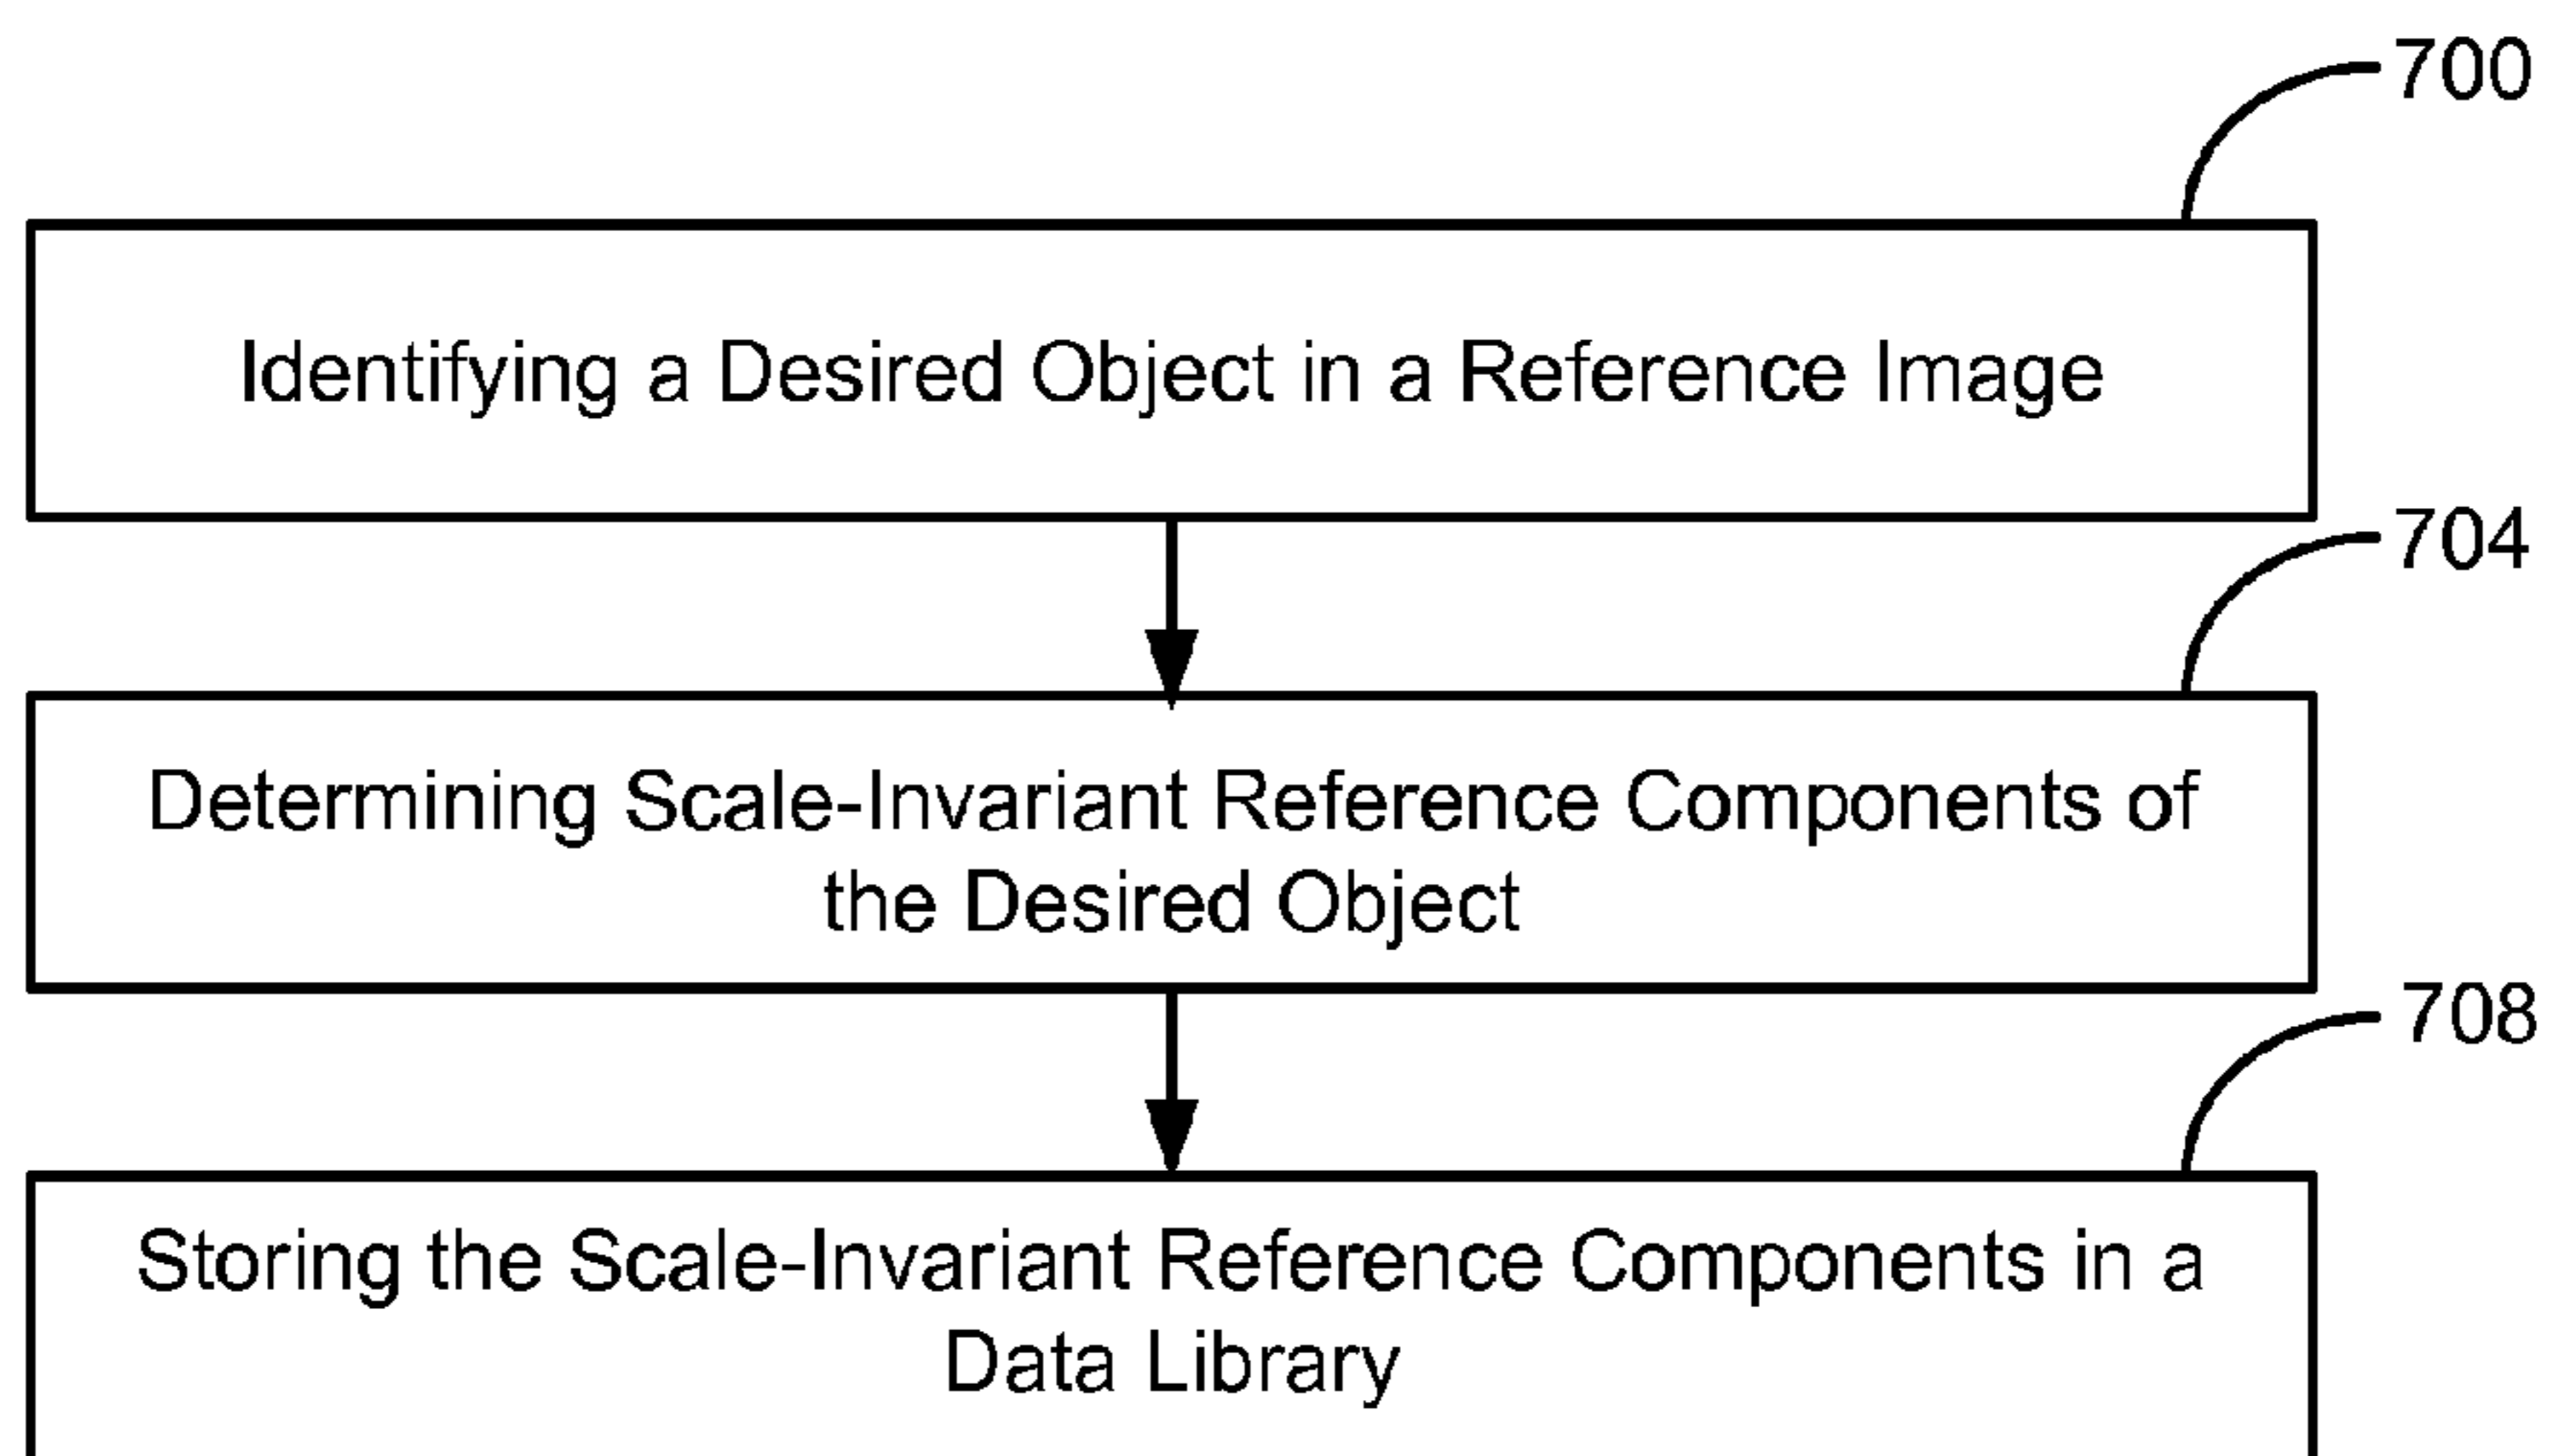 700
Identifying a Desired Object in a Reference Image
704
Determining Scale-Invariant Reference Components of
the Desired Object
708
Storing the Scale-Invariant Reference Components in a
Data Library